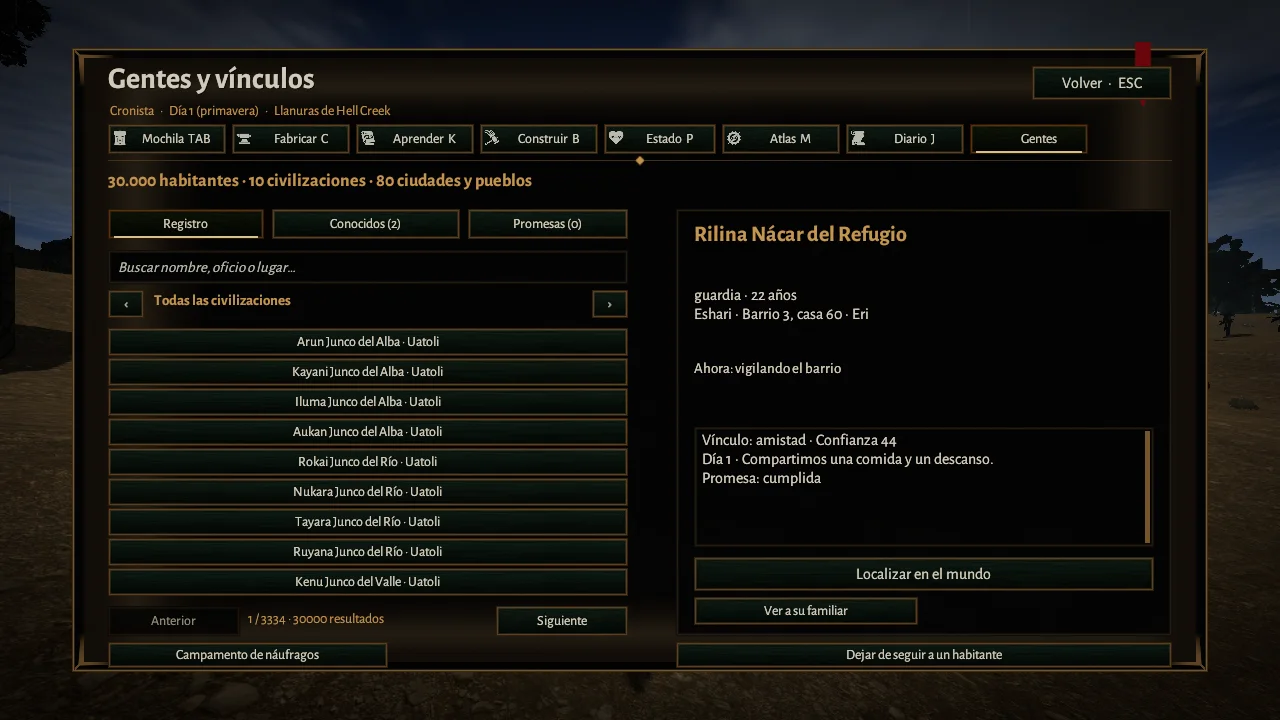 Gentes y vínculos
Volver · ESC
Cronista · Día 1 (primavera) · Llanuras de Hell Creek
Mochila TAB
Fabricar C
Aprender K
Construir B
Estado P
Atlas M
Diario J
Gentes
30.000 habitantes · 10 civilizaciones · 80 ciudades y pueblos
Registro
Conocidos (2)
Promesas (0)
Buscar nombre, oficio o lugar...
‹
Todas las civilizaciones
›
Arun Junco del Alba · Uatoli
Kayani Junco del Alba · Uatoli
Iluma Junco del Alba · Uatoli
Aukan Junco del Alba · Uatoli
Rokai Junco del Río · Uatoli
Nukara Junco del Río · Uatoli
Tayara Junco del Río · Uatoli
Ruyana Junco del Río · Uatoli
Kenu Junco del Valle · Uatoli
Anterior
1 / 3334 · 30000 resultados
Siguiente
Campamento de náufragos
Rilina Nácar del Refugio
guardia · 22 años
Eshari · Barrio 3, casa 60 · Eri
Ahora: vigilando el barrio
Vínculo: amistad · Confianza 44
Día 1 · Compartimos una comida y un descanso.
Promesa: cumplida
Localizar en el mundo
Ver a su familiar
Dejar de seguir a un habitante